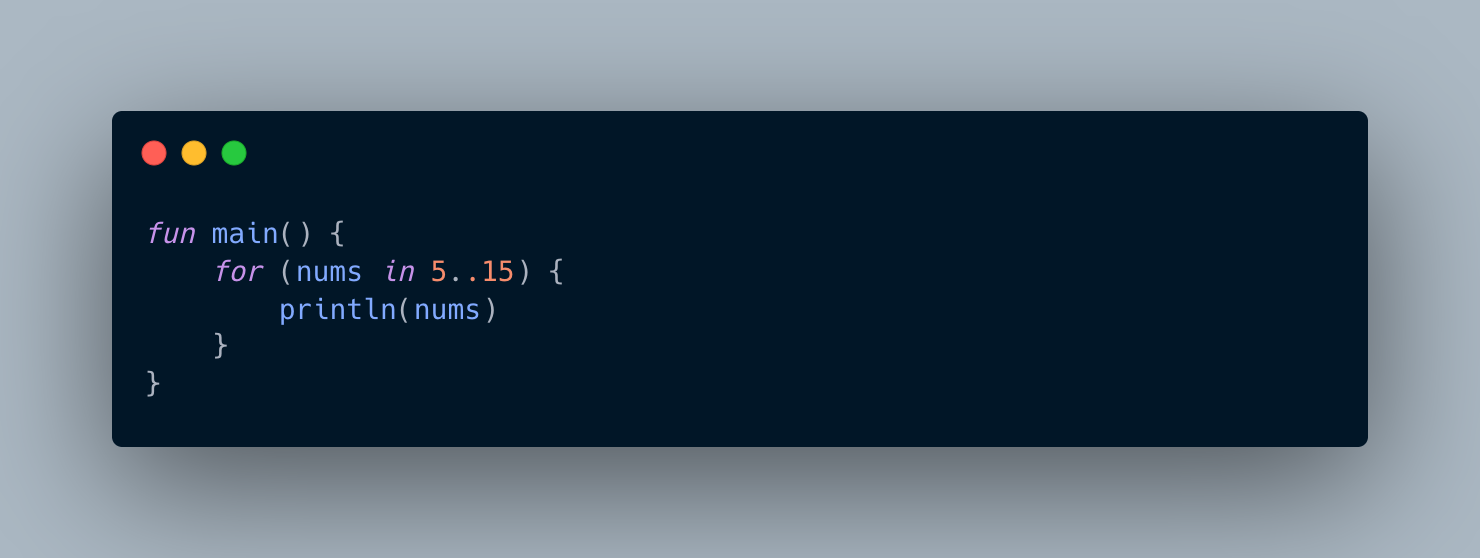 fun main() {
    for (nums in 5..15) {
        println(nums)
    }
}